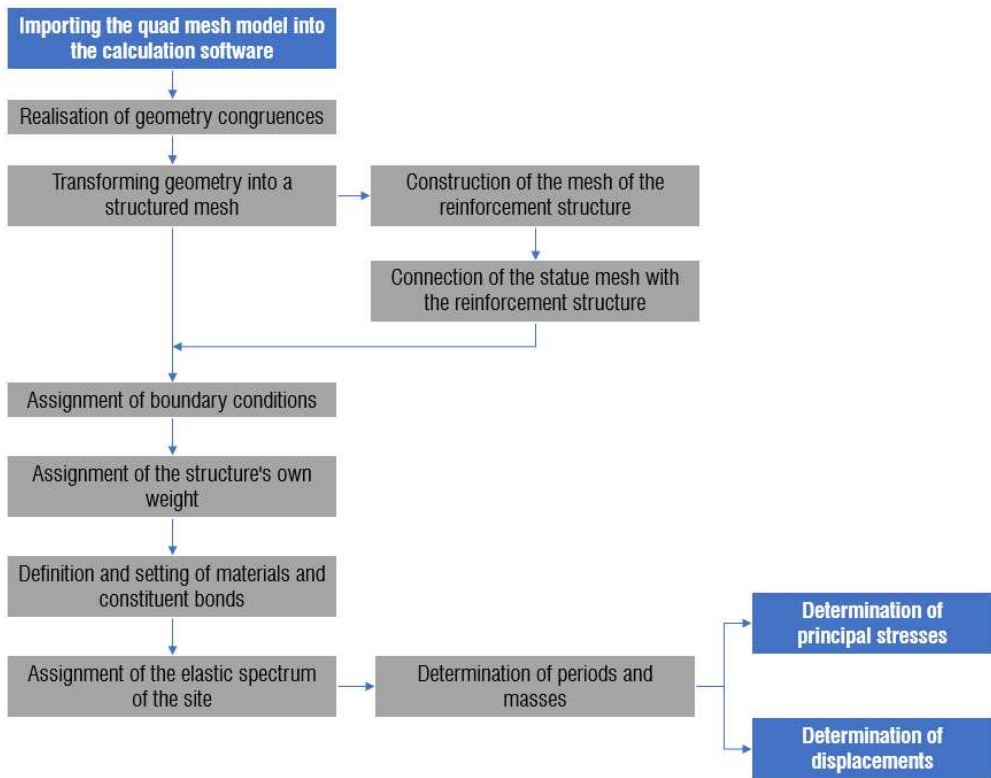 Importing the quad mesh model into
the calculation software
Realisation of geometry congruences
Transforming geometry into a
structured mesh
Construction of the mesh of the
reinforcement structure
Connection of the statue mesh with
the reinforcement structure
Assignment of boundary conditions
Assignment of the structure's own
weight
Definition and setting of materials and
constituent bonds
Assignment of the elastic spectrum
of the site
Determination of periods and
masses
Determination of
principal stresses
Determination of
displacements